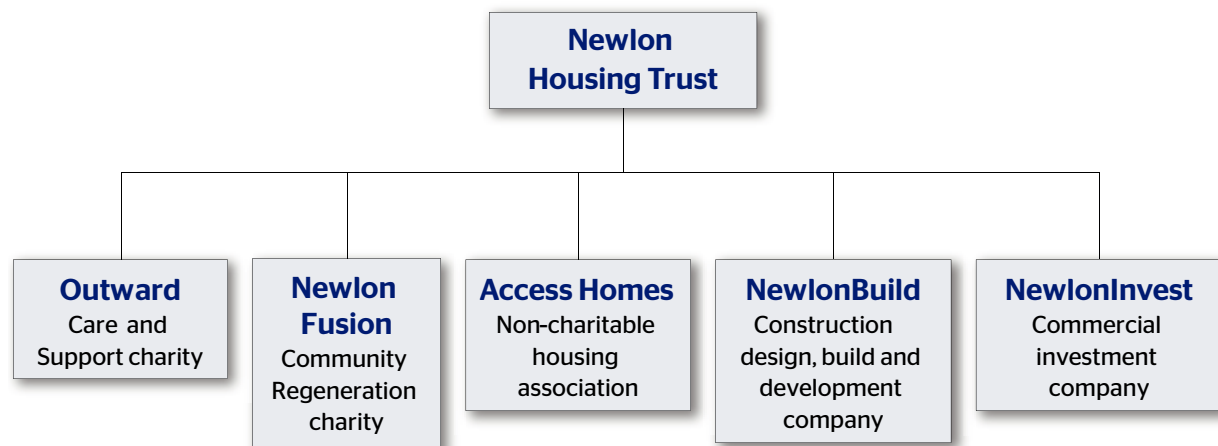 Newlon
Housing Trust
Outward
Care and
Support charity
Newlon
Fusion
Community
Regeneration
charity
Access Homes
Non-charitable
housing
association
NewlonBuild
Construction
design, build and
development
company
NewlonInvest
Commercial
investment
company